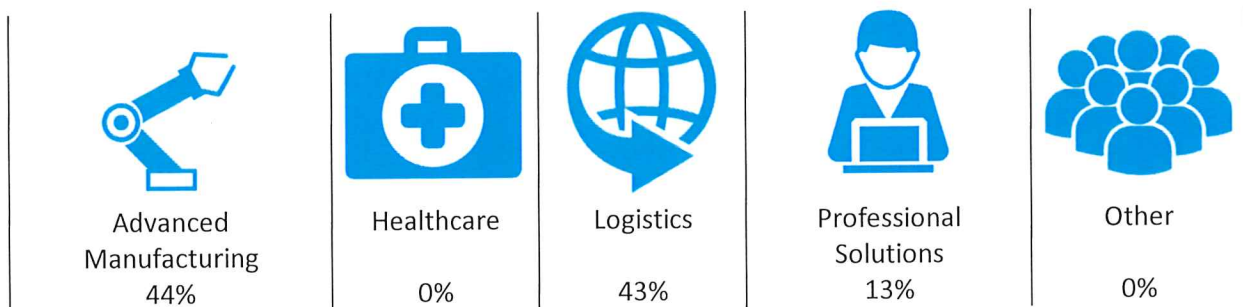 Advanced
Manufacturing
44%
Healthcare
0%
Logistics
43%
Professional
Solutions
13%
Other
0%